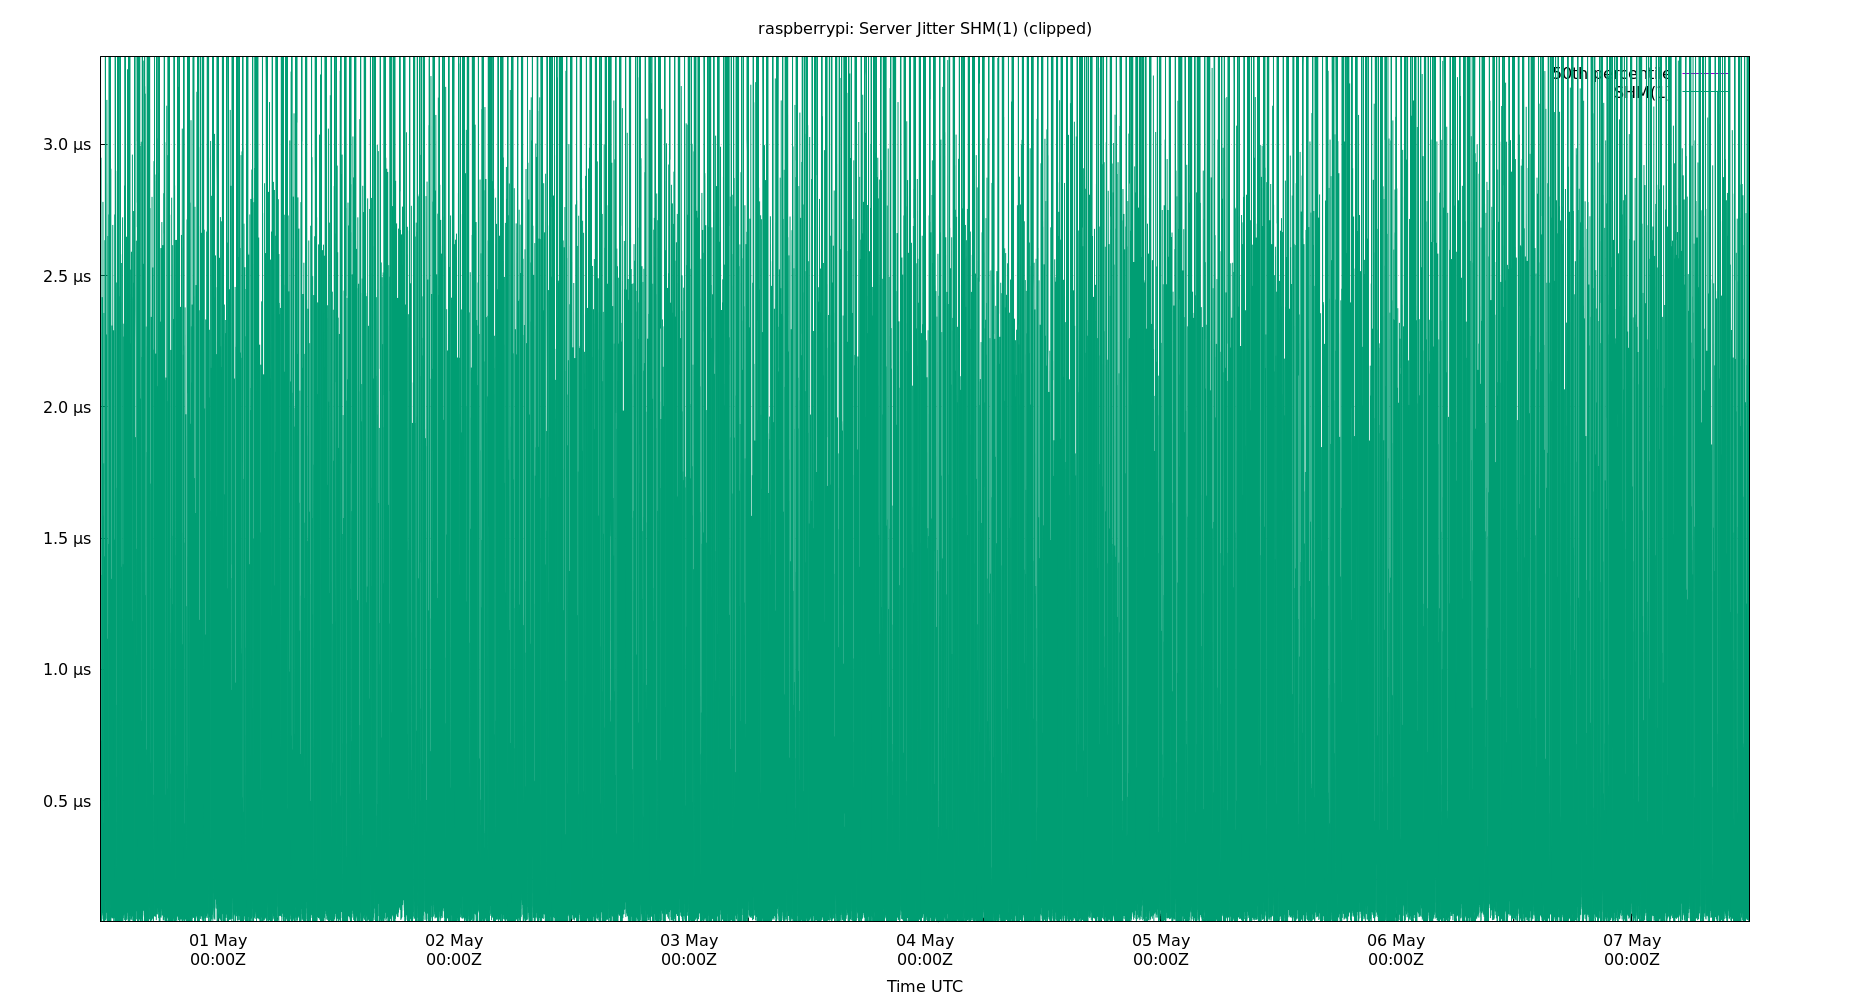 raspberrypi: Server Jitter SHM(1) (clipped)
50th percentile
SHM(1)
3.0 µs
2.5 µs
2.0 µs
1.5 µs
1.0 µs
0.5 µs
01 May 02 May 03 May 04 May 05 May 06 May 07 May
00:00Z 00:00Z 00:00Z 00:00Z 00:00Z 00:00Z 00:00Z
Time UTC